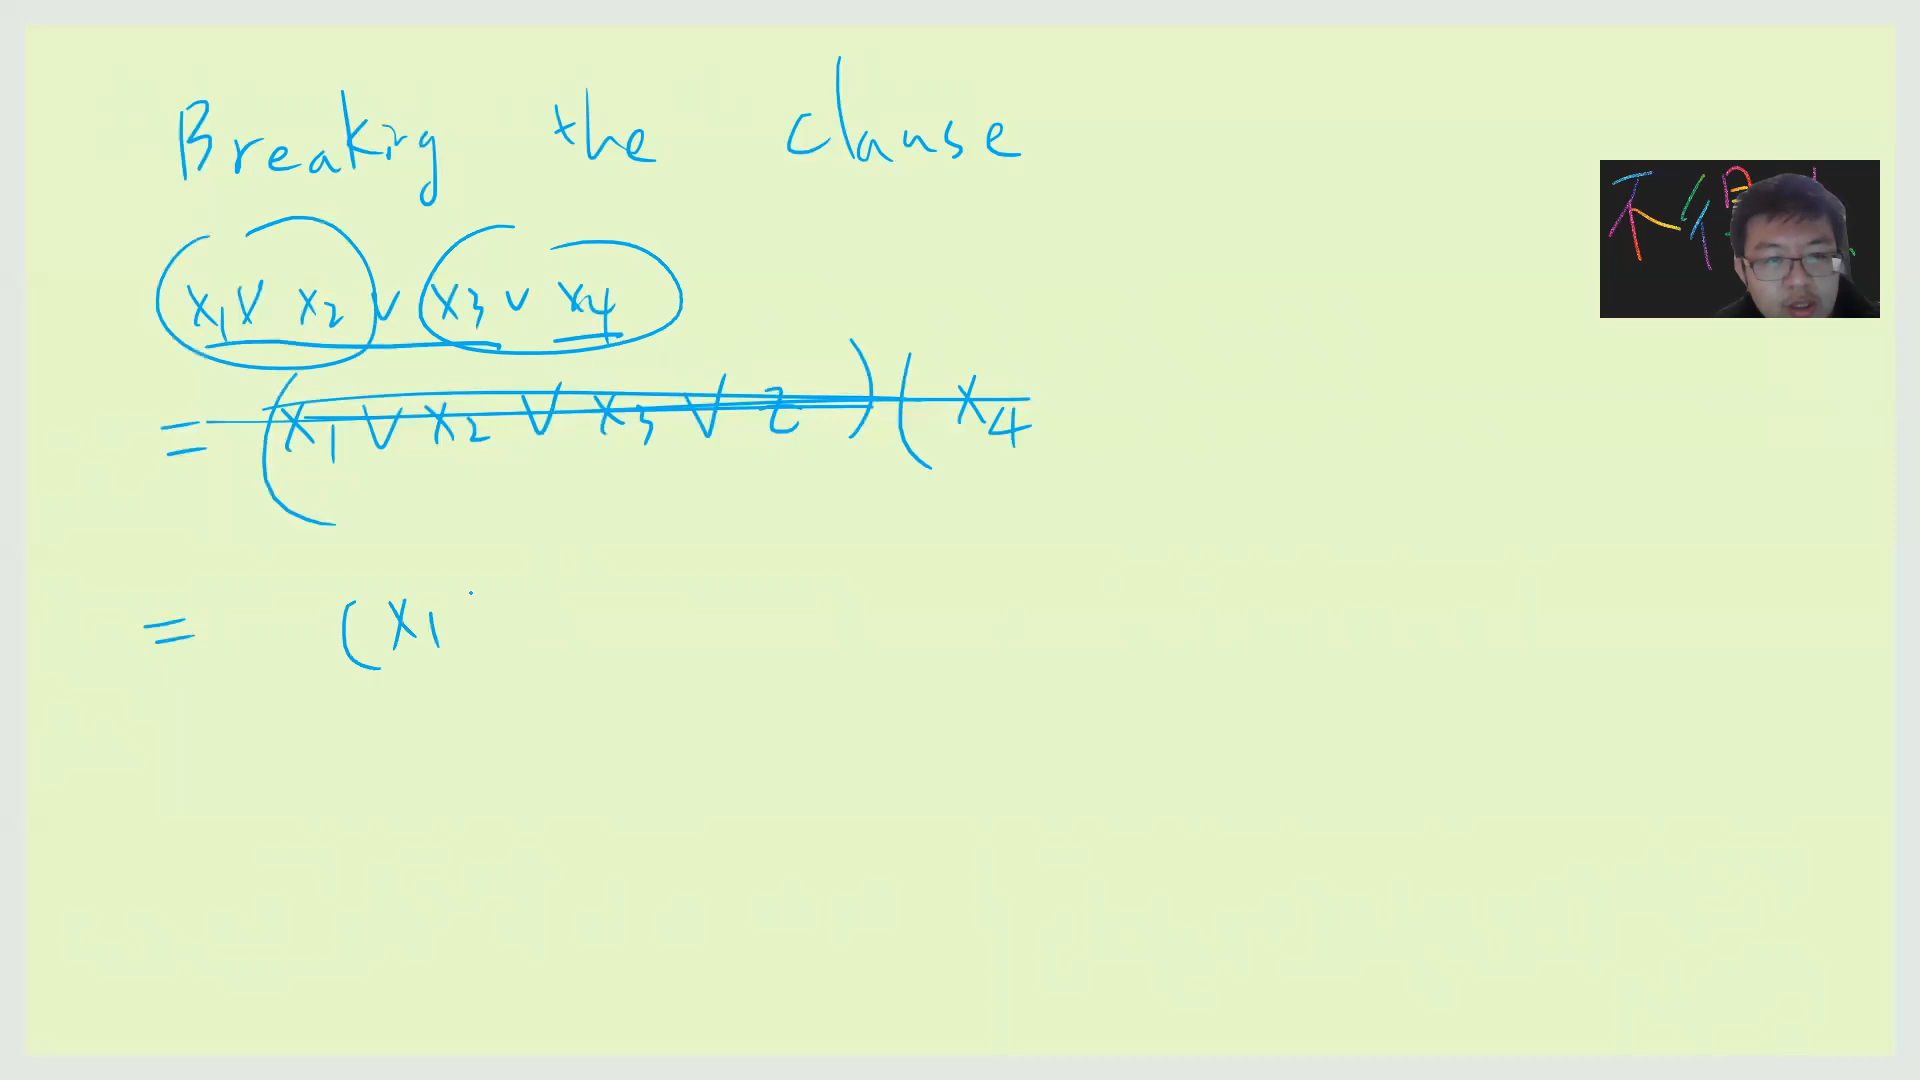 Breaking the clause
x1 ∨ x2 ∨ x3 ∨ x4
= (x1 ∨ x2 ∨ x3 ∨ z) ( x4
= (x1